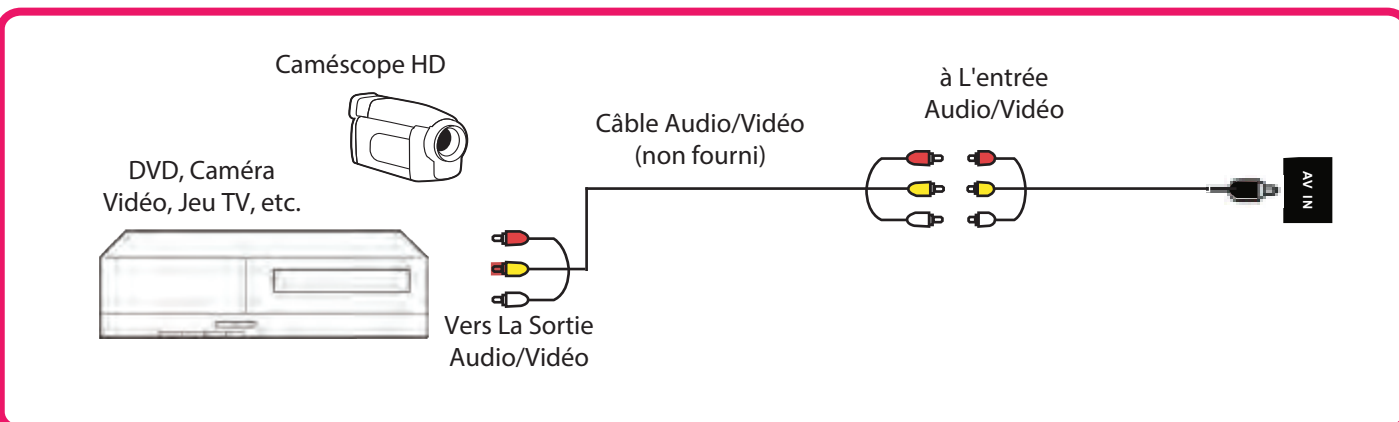 Caméscope HD
DVD, Caméra
Vidéo, Jeu TV, etc.
Câble Audio/Vidéo
(non fourni)
à L'entrée
Audio/Vidéo
AV IN
Vers La Sortie
Audio/Vidéo